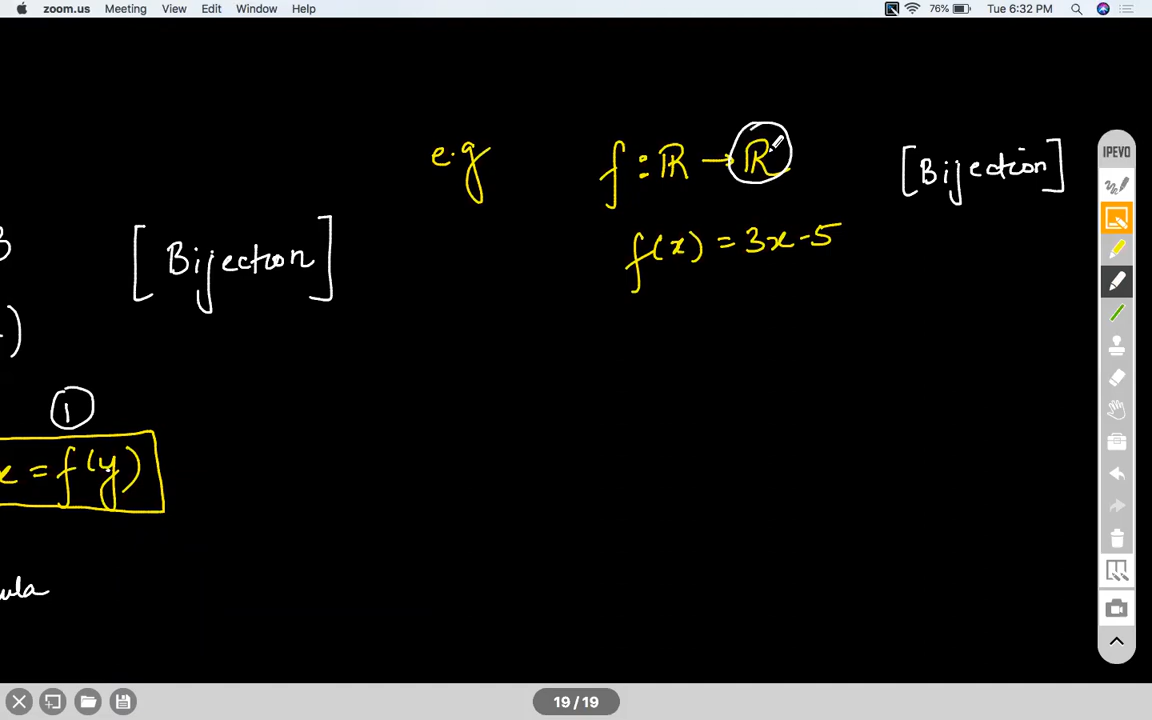 zoom.us Meeting View Edit Window Help 76% Tue 6:32 PM
e.g f : ℝ → ℝ [Bijection]
IPEVO
f(x) = 3x - 5
[Bijection]
)
1
= f(y)
19 / 19